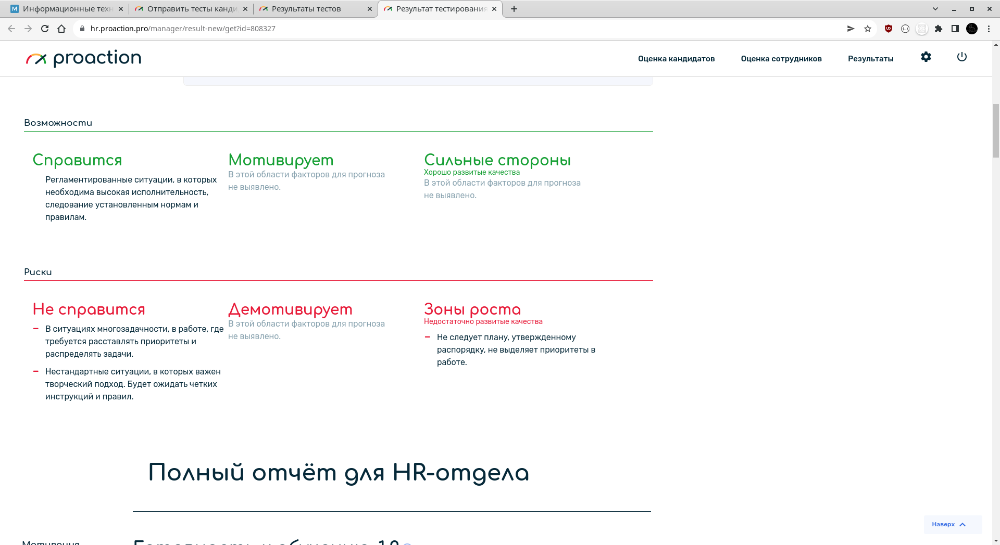 Информационные техн
Отправить тесты канди
Результаты тестов
Результат тестирования
hr.proaction.pro/manager/result-new/get?id=808327
proaction
Оценка кандидатов
Оценка сотрудников
Результаты
Возможности
Справится
Регламентированные ситуации, в которых
необходима высокая исполнительность,
следование установленным нормам и
правилам.
Мотивирует
В этой области факторов для прогноза
не выявлено.
Сильные стороны
Хорошо развитые качества
В этой области факторов для прогноза
не выявлено.
Риски
Не справится
– В ситуациях многозадачности, в работе, где
требуется расставлять приоритеты и
распределять задачи.
– Нестандартные ситуации, в которых важен
творческий подход. Будет ожидать четких
инструкций и правил.
Демотивирует
В этой области факторов для прогноза
не выявлено.
Зоны роста
Недостаточно развитые качества
– Не следует плану, утвержденному
распорядку, не выделяет приоритеты в
работе.
Полный отчёт для HR-отдела
Наверх
Мотивация
Готовность к обучению